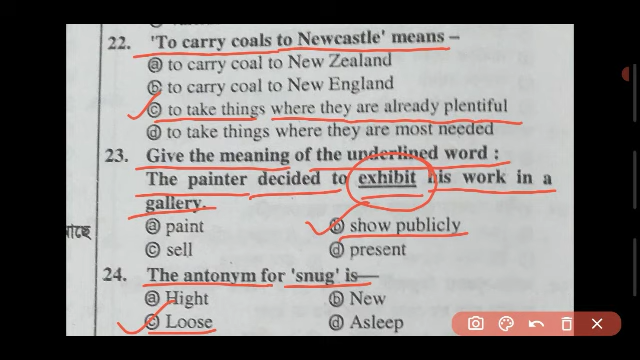 22. 'To carry coals to Newcastle' means –
ⓐ to carry coal to New Zealand
ⓑ to carry coal to New England
ⓒ to take things where they are already plentiful
ⓓ to take things where they are most needed
23. Give the meaning of the underlined word :
The painter decided to exhibit his work in a
gallery.
ⓐ paint ⓑ show publicly
ⓒ sell ⓓ present
24. The antonym for 'snug' is—
ⓐ Hight ⓑ New
ⓒ Loose ⓓ Asleep